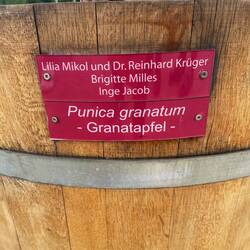 Lilia Mikol und Dr. Reinhard Krüger
Brigitte Milles
Inge Jacob
Punica granatum
- Granatapfel -